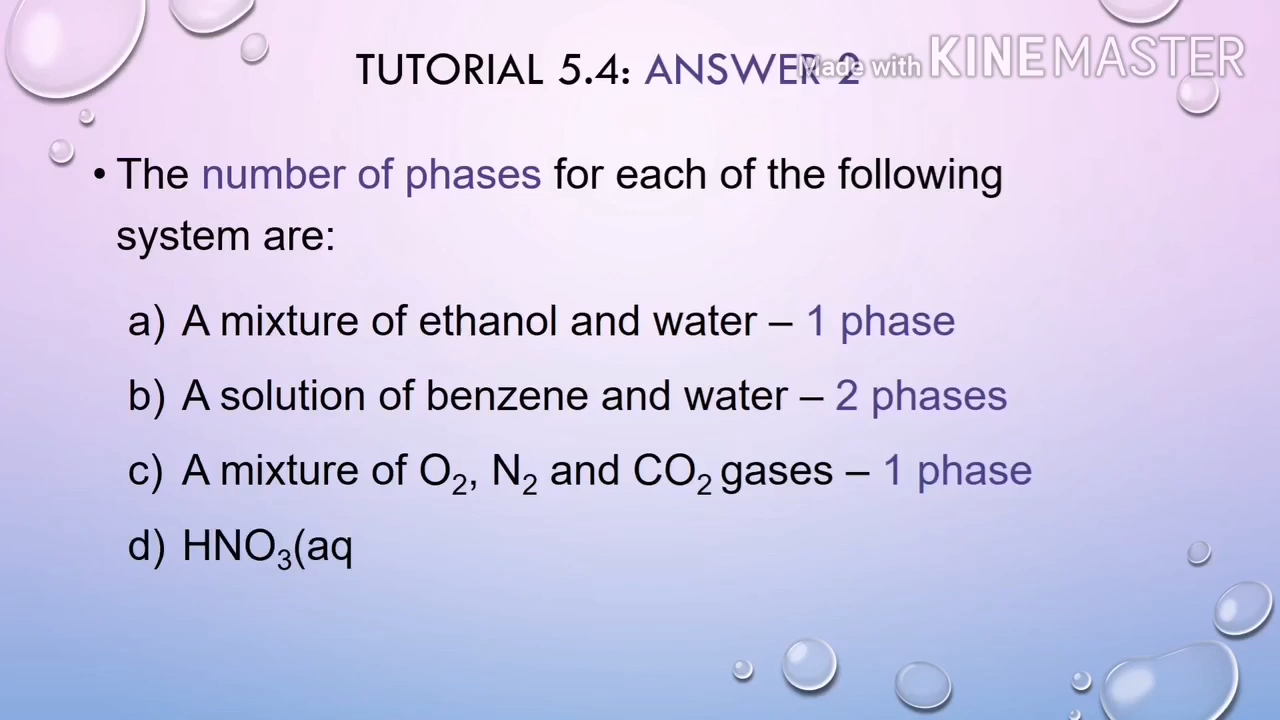 TUTORIAL 5.4: ANSWER 2
Made with KINEMASTER
• The number of phases for each of the following
system are:
a) A mixture of ethanol and water – 1 phase
b) A solution of benzene and water – 2 phases
c) A mixture of O₂, N₂ and CO₂ gases – 1 phase
d) HNO₃(aq